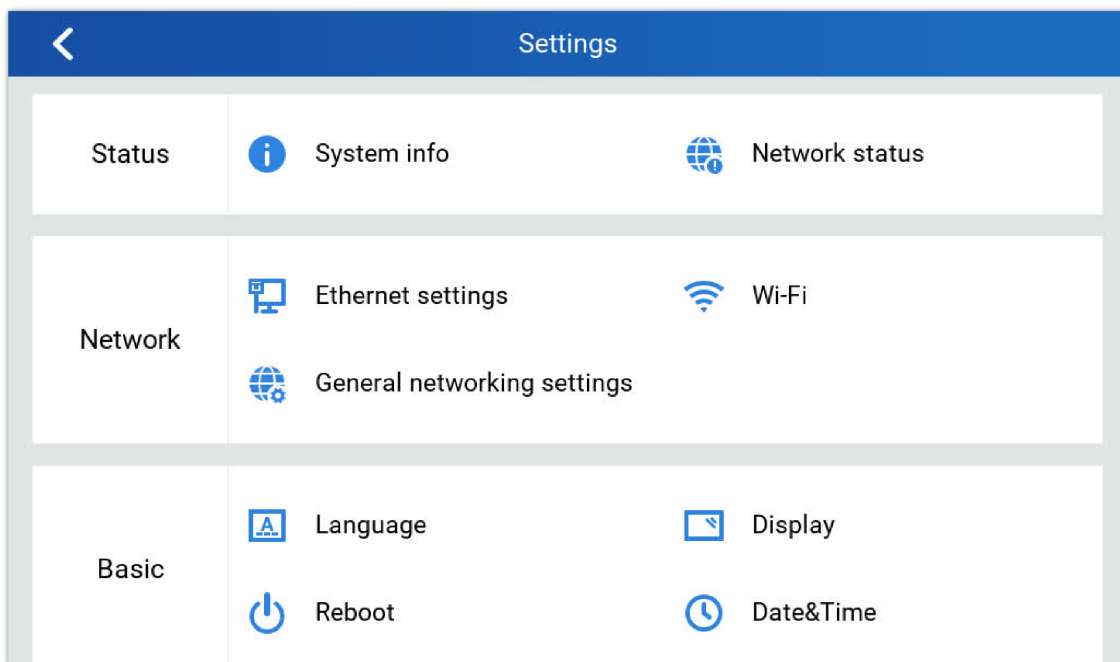 Settings
Status
System info
Network status
Network
Ethernet settings
Wi-Fi
General networking settings
Basic
Language
Display
Reboot
Date&Time